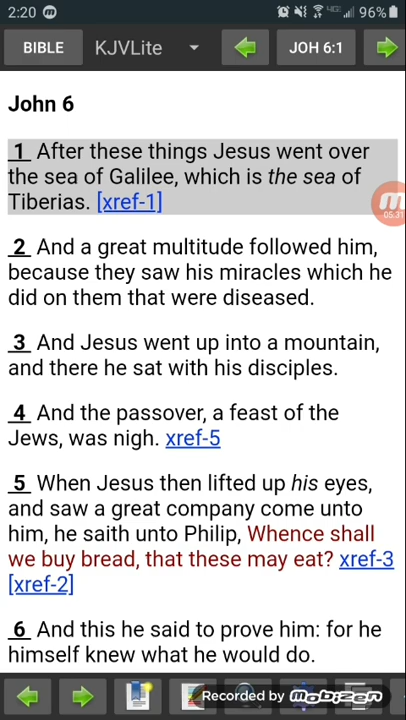 2:20 m 4G 96%
BIBLE KJVLite JOH 6:1
John 6
1 After these things Jesus went over
the sea of Galilee, which is the sea of
Tiberias. [xref-1]
m
05:31
2 And a great multitude followed him,
because they saw his miracles which he
did on them that were diseased.
3 And Jesus went up into a mountain,
and there he sat with his disciples.
4 And the passover, a feast of the
Jews, was nigh. xref-5
5 When Jesus then lifted up his eyes,
and saw a great company come unto
him, he saith unto Philip, Whence shall
we buy bread, that these may eat? xref-3
[xref-2]
6 And this he said to prove him: for he
himself knew what he would do.
Recorded by mobizen